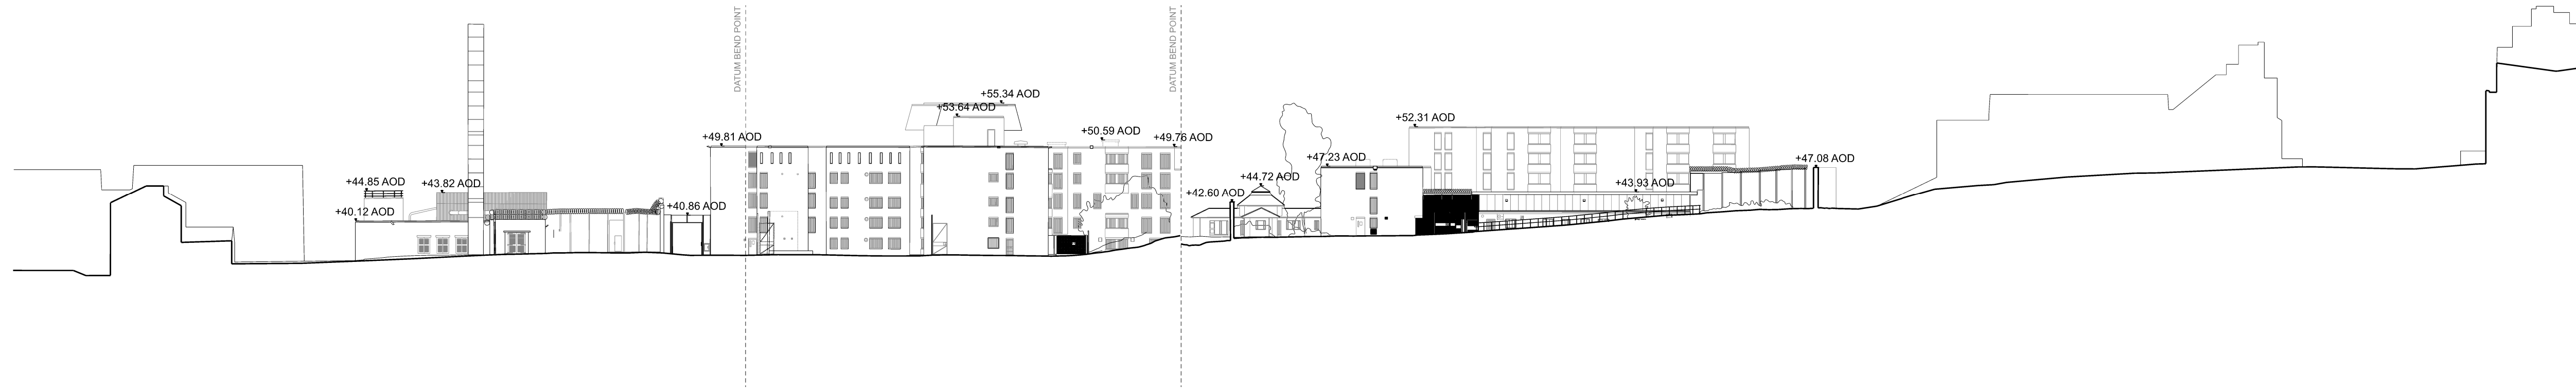 DATUM BEND POINT
DATUM BEND POINT
+44.85 AOD
+43.82 AOD
+40.12 AOD
+40.86 AOD
+49.81 AOD
+55.34 AOD
+53.64 AOD
+50.59 AOD
+49.76 AOD
+42.60 AOD
+44.72 AOD
+47.23 AOD
+52.31 AOD
+43.93 AOD
+47.08 AOD